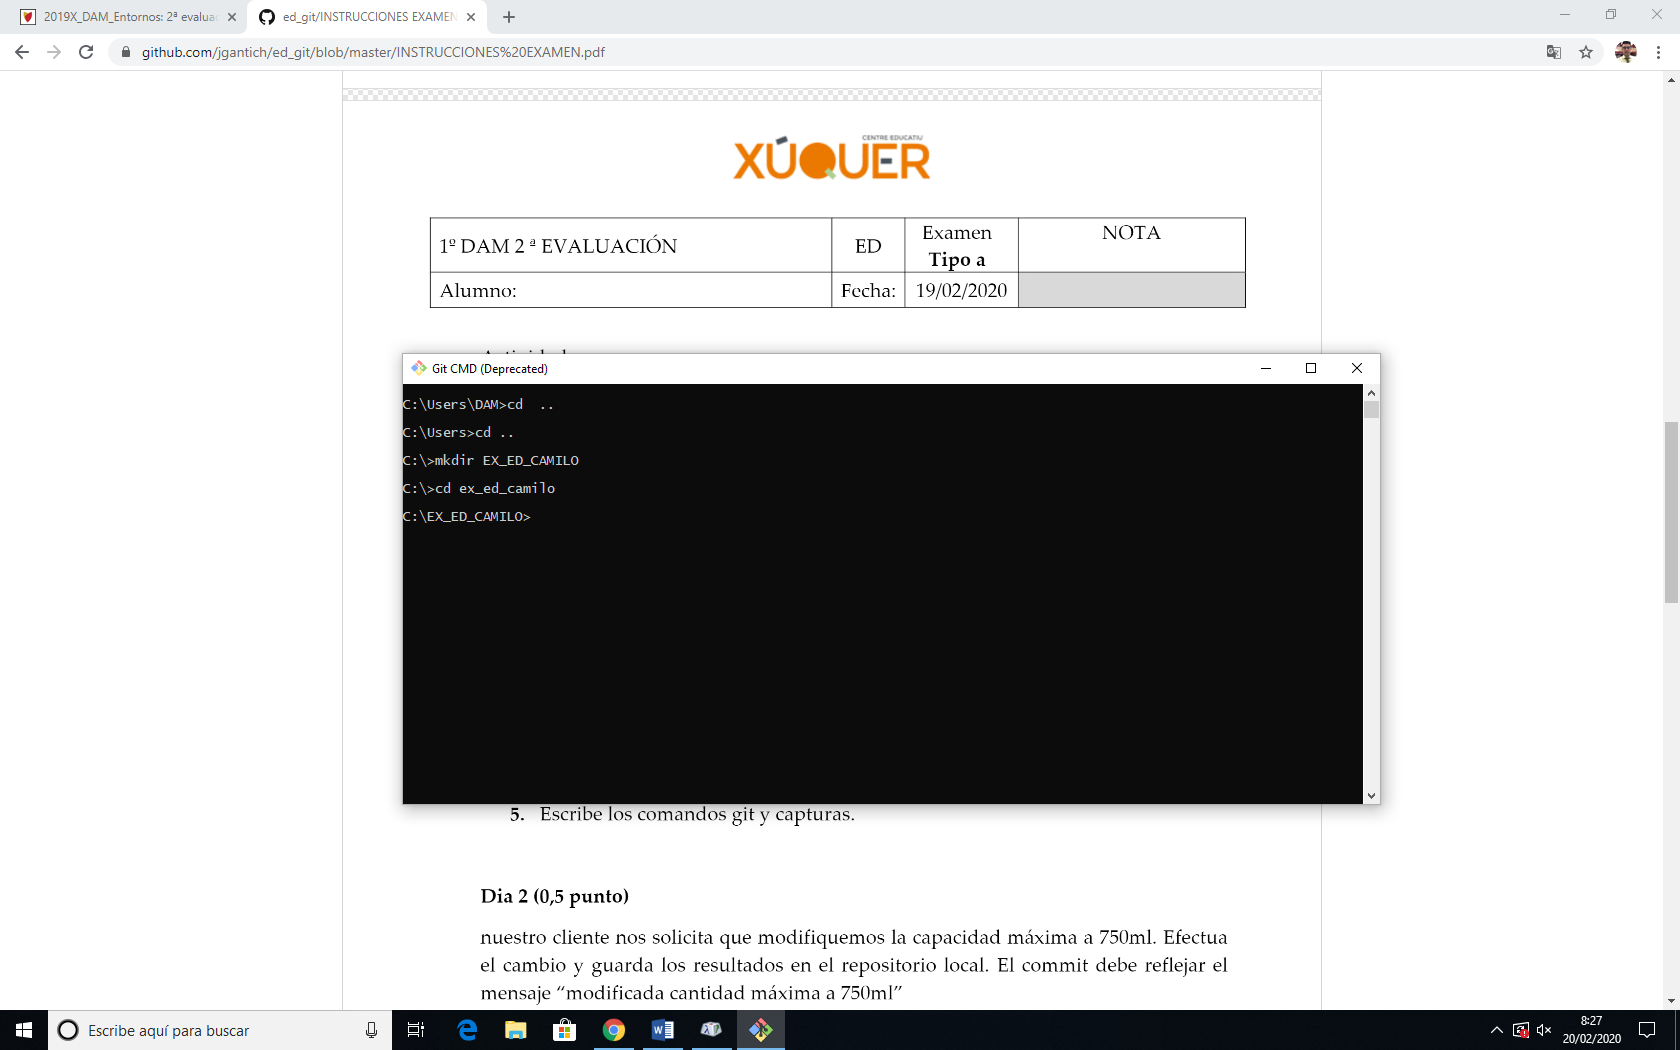 2019X_DAM_Entornos: 2ª evaluac
ed_git/INSTRUCCIONES EXAMEN
github.com/jgantich/ed_git/blob/master/INSTRUCCIONES%20EXAMEN.pdf
CENTRE EDUCATIU
XÚQUER
1º DAM 2 ª EVALUACIÓN
ED
Examen
Tipo a
NOTA
Alumno:
Fecha:
19/02/2020
Git CMD (Deprecated)
C:\Users\DAM>cd  ..
C:\Users>cd ..
C:\>mkdir EX_ED_CAMILO
C:\>cd ex_ed_camilo
C:\EX_ED_CAMILO>
5. Escribe los comandos git y capturas.
Dia 2 (0,5 punto)
nuestro cliente nos solicita que modifiquemos la capacidad máxima a 750ml. Efectua
el cambio y guarda los resultados en el repositorio local. El commit debe reflejar el
mensaje “modificada cantidad máxima a 750ml”
Escribe aquí para buscar
8:27
20/02/2020